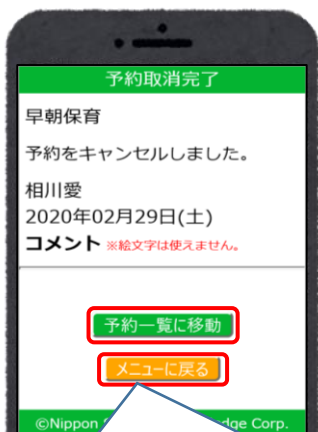 予約取消完了
早朝保育
予約をキャンセルしました。
相川愛
2020年02月29日(土)
コメント ※絵文字は使えません。
予約一覧に移動
メニューに戻る
©Nippon Corp.